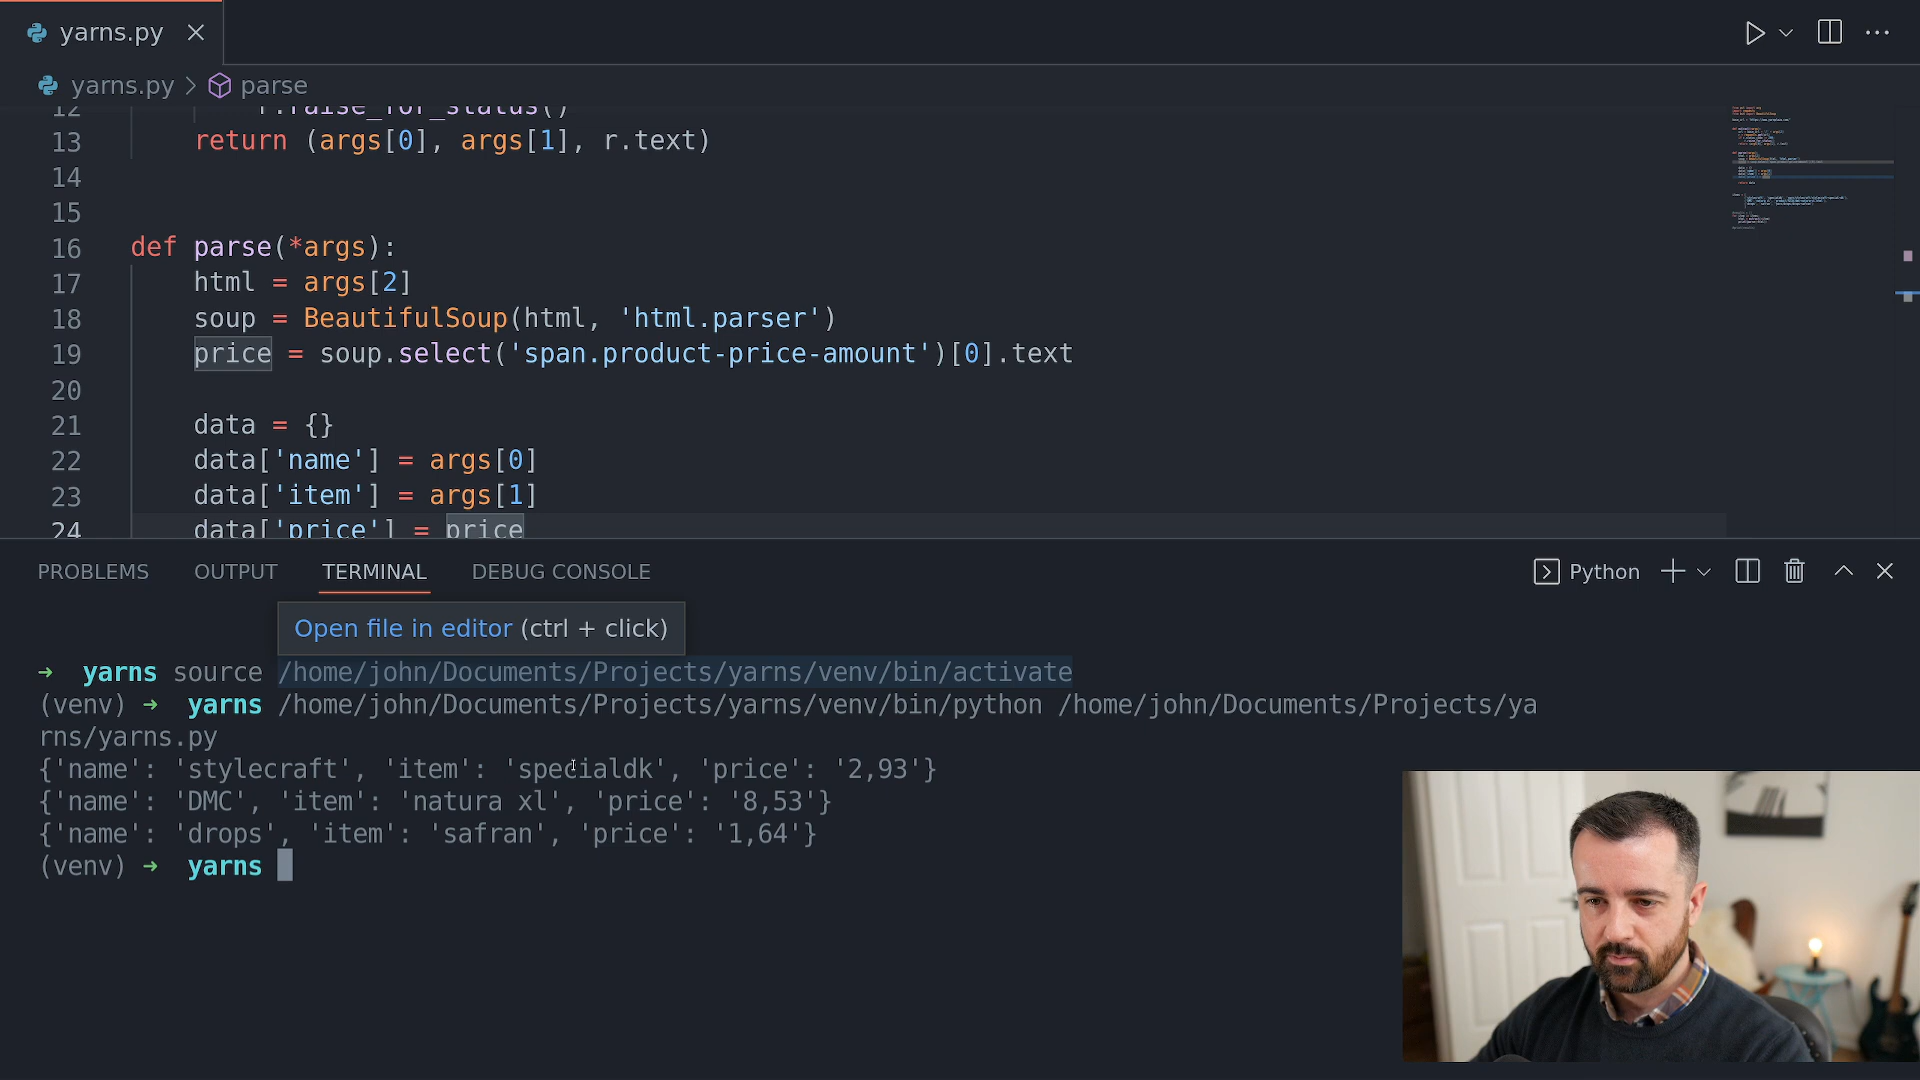 yarns.py
yarns.py > parse
12 r.raise_for_status()
13 return (args[0], args[1], r.text)
14
15
16 def parse(*args):
17 html = args[2]
18 soup = BeautifulSoup(html, 'html.parser')
19 price = soup.select('span.product-price-amount')[0].text
20
21 data = {}
22 data['name'] = args[0]
23 data['item'] = args[1]
24 data['price'] = price
PROBLEMS OUTPUT TERMINAL DEBUG CONSOLE Python
Open file in editor (ctrl + click)
→ yarns source /home/john/Documents/Projects/yarns/venv/bin/activate
(venv) → yarns /home/john/Documents/Projects/yarns/venv/bin/python /home/john/Documents/Projects/ya
rns/yarns.py
{'name': 'stylecraft', 'item': 'specialdk', 'price': '2,93'}
{'name': 'DMC', 'item': 'natura xl', 'price': '8,53'}
{'name': 'drops', 'item': 'safran', 'price': '1,64'}
(venv) → yarns